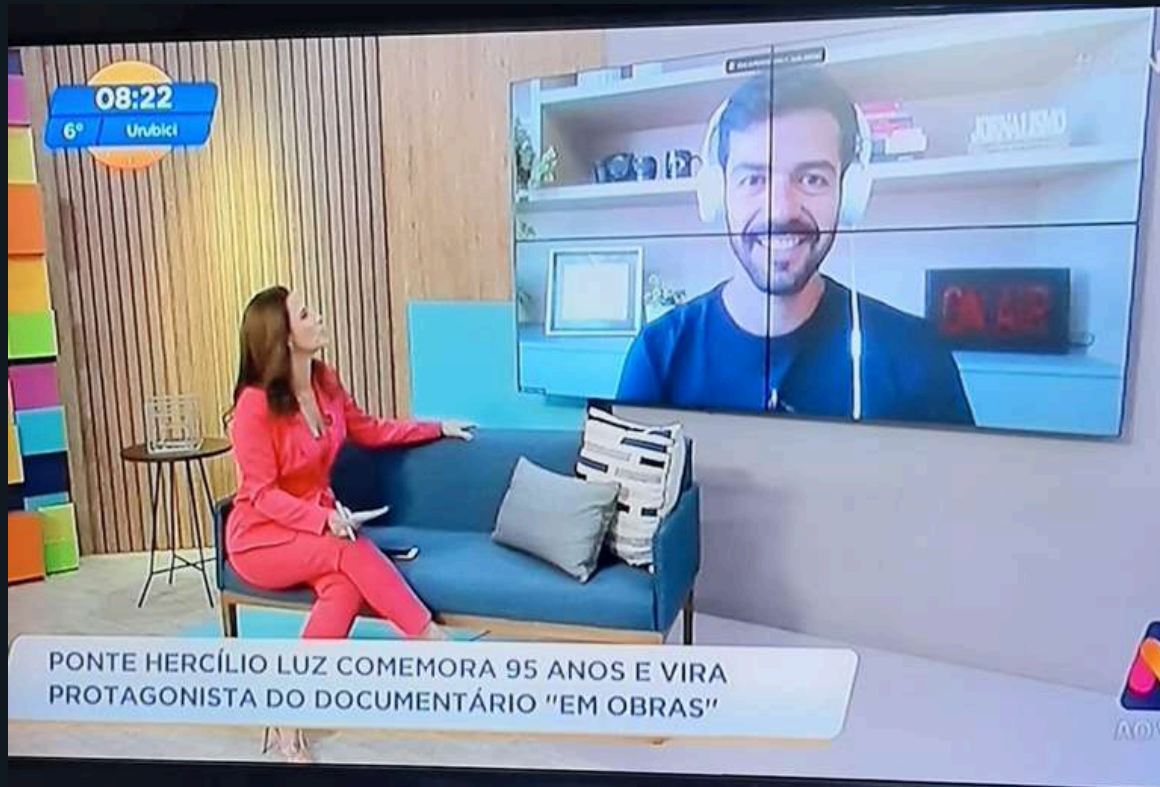 08:22
6° Urubici
JORNALISMO
ON AIR
PONTE HERCÍLIO LUZ COMEMORA 95 ANOS E VIRA
PROTAGONISTA DO DOCUMENTÁRIO "EM OBRAS"